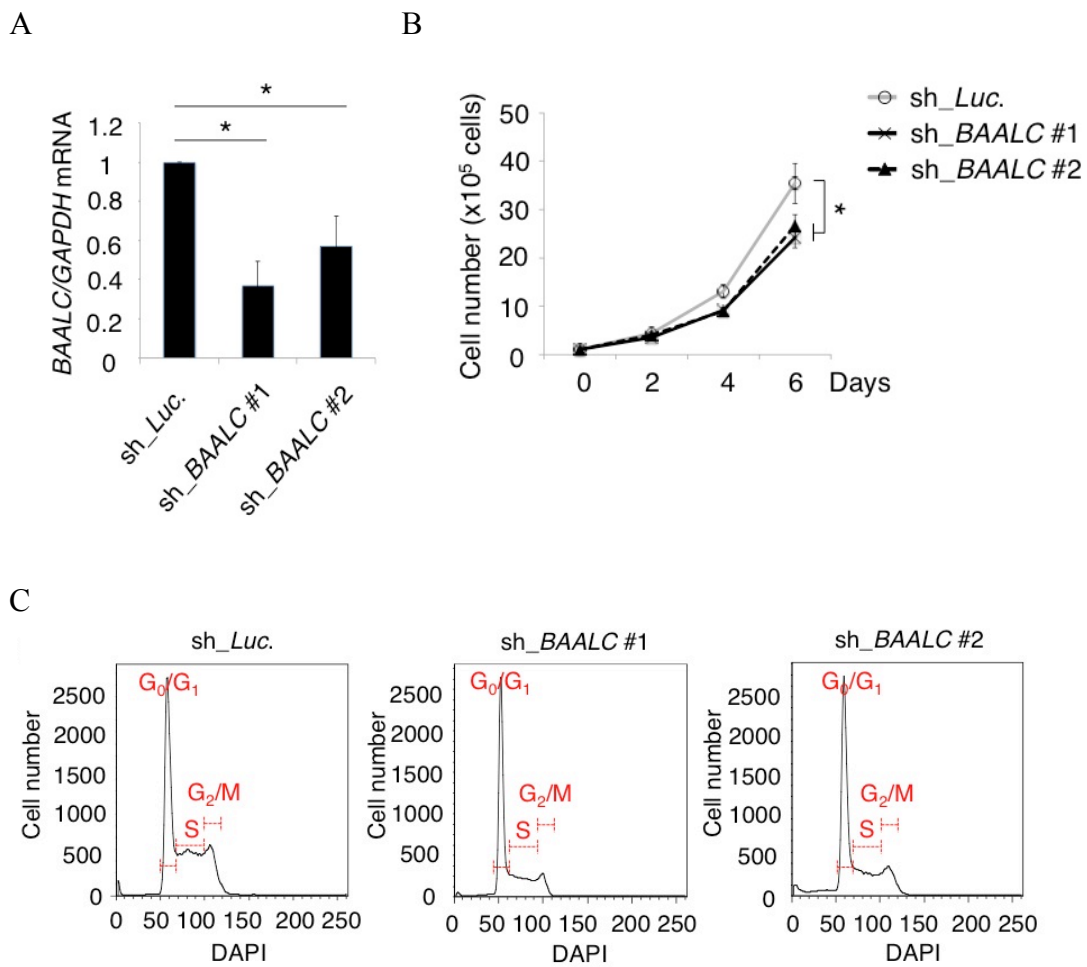 A
B
*
*
BAALC/GAPDH mRNA
1.2
1
0.8
0.6
0.4
0.2
0
sh_Luc.
sh_BAALC #1
sh_BAALC #2
Cell number (x10⁵ cells)
50
40
30
20
10
0
0 2 4 6 Days
*
sh_Luc.
sh_BAALC #1
sh_BAALC #2
C
sh_Luc.
Cell number
2500
2000
1500
1000
500
0
G₀/G₁
S
G₂/M
0 50 100 150 200 250
DAPI
sh_BAALC #1
Cell number
2500
2000
1500
1000
500
0
G₀/G₁
S
G₂/M
0 50 100 150 200 250
DAPI
sh_BAALC #2
Cell number
2500
2000
1500
1000
500
0
G₀/G₁
S
G₂/M
0 50 100 150 200 250
DAPI